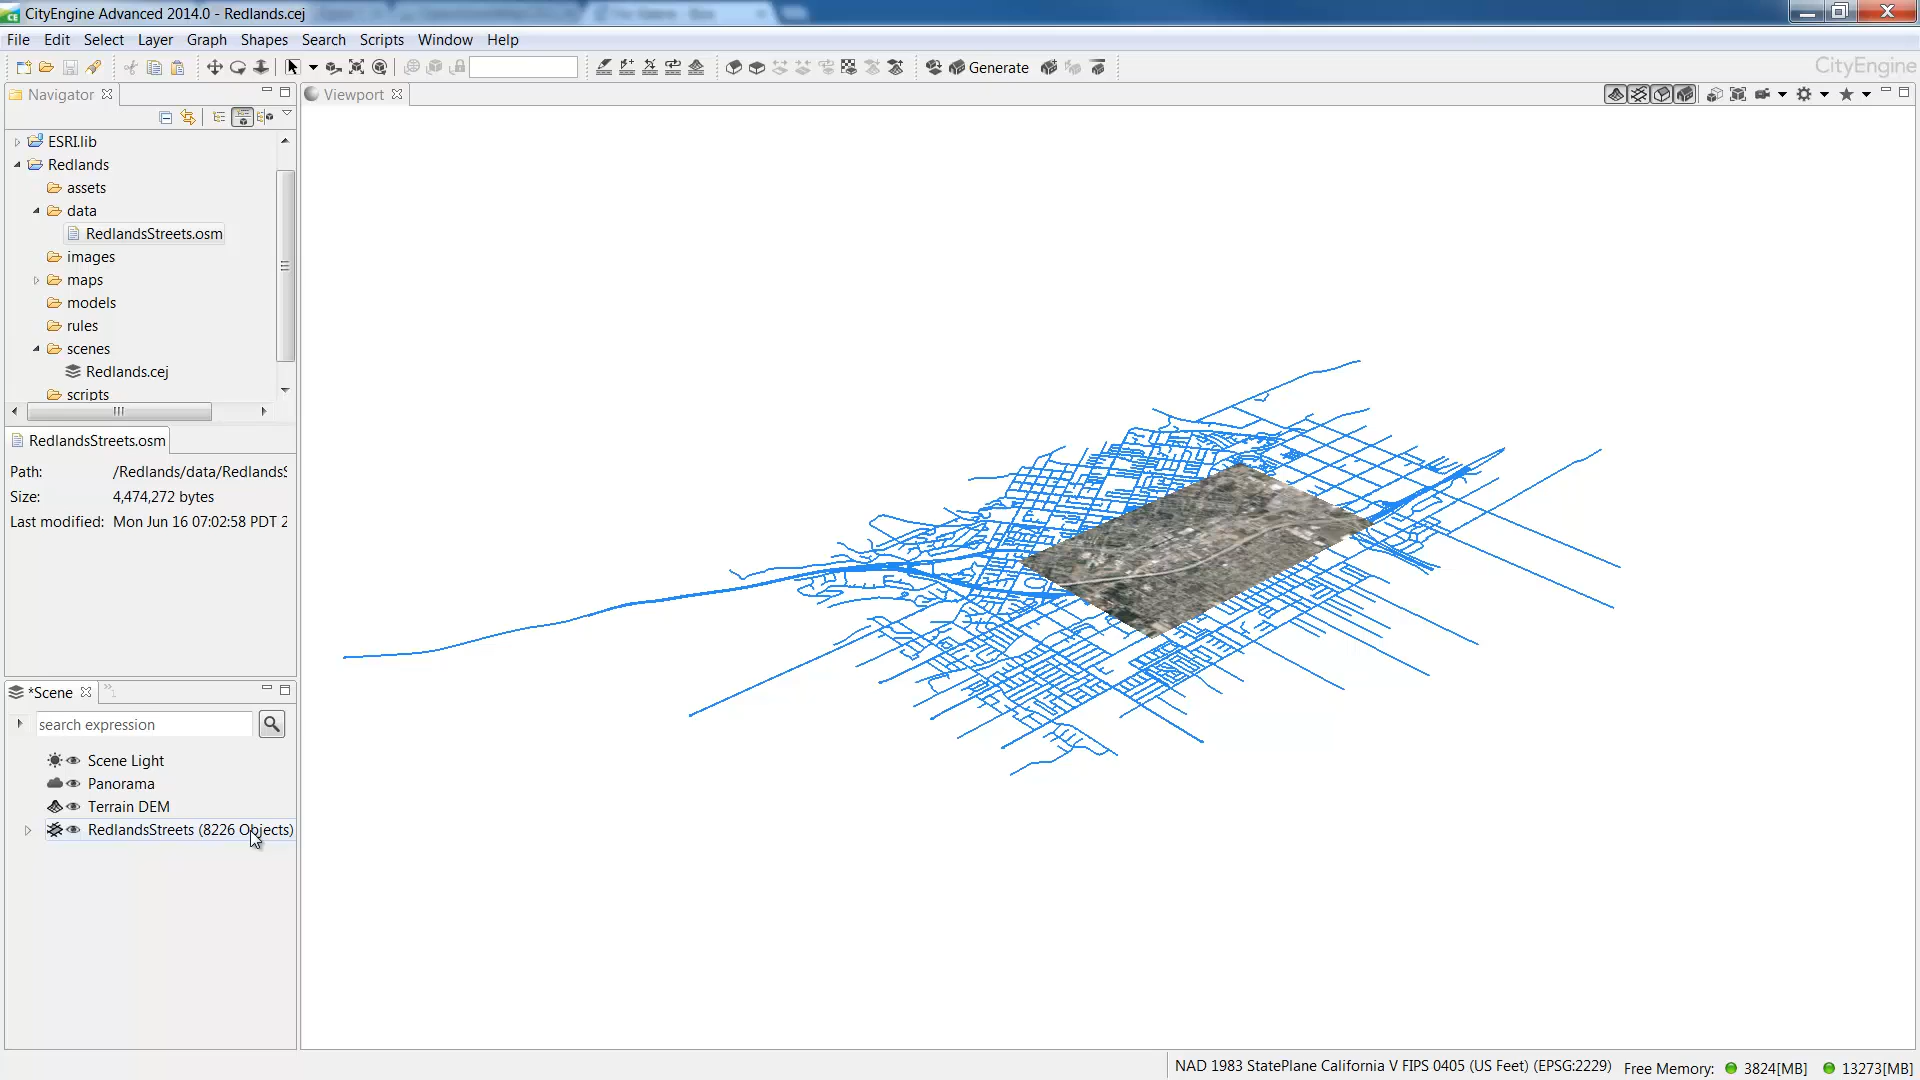 CityEngine Advanced 2014.0 - Redlands.cej
File Edit Select Layer Graph Shapes Search Scripts Window Help
Generate
CityEngine
Navigator
Viewport
ESRI.lib
Redlands
assets
data
RedlandsStreets.osm
images
maps
models
rules
scenes
Redlands.cej
scripts
RedlandsStreets.osm
Path: /Redlands/data/RedlandsS
Size: 4,474,272 bytes
Last modified: Mon Jun 16 07:02:58 PDT 2
*Scene
search expression
Scene Light
Panorama
Terrain DEM
RedlandsStreets (8226 Objects)
NAD 1983 StatePlane California V FIPS 0405 (US Feet) (EPSG:2229) Free Memory: 3824[MB] 13273[MB]